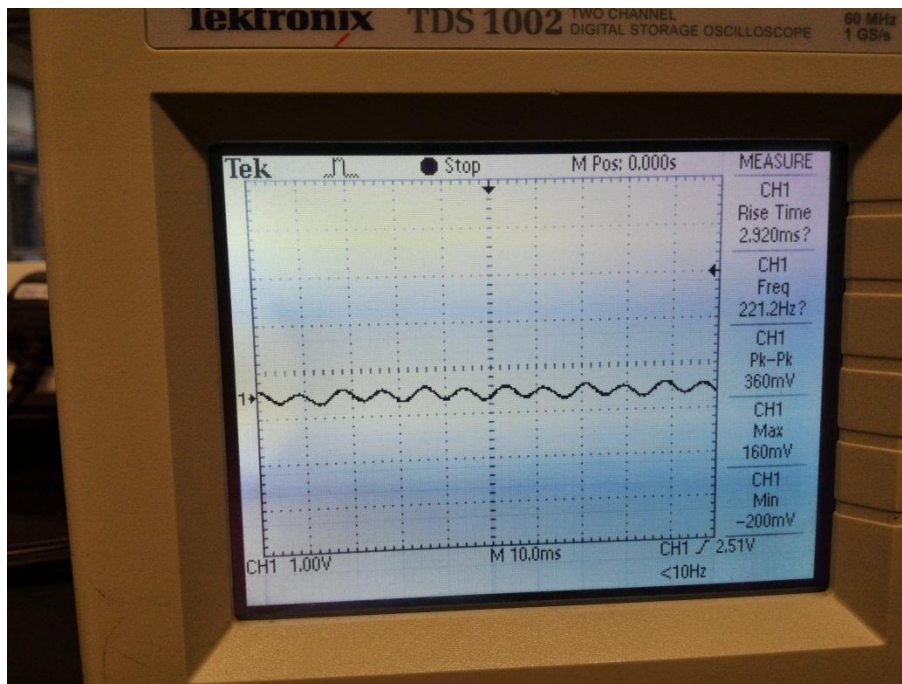 Tektronix TDS 1002 TWO CHANNEL
DIGITAL STORAGE OSCILLOSCOPE
60 MHz
1 GS/s
Tek Stop M Pos: 0.000s MEASURE
CH1
Rise Time
2.920ms?
CH1
Freq
221.2Hz?
CH1
Pk-Pk
360mV
CH1
Max
160mV
CH1
Min
-200mV
1
CH1 1.00V M 10.0ms CH1 2.51V
<10Hz